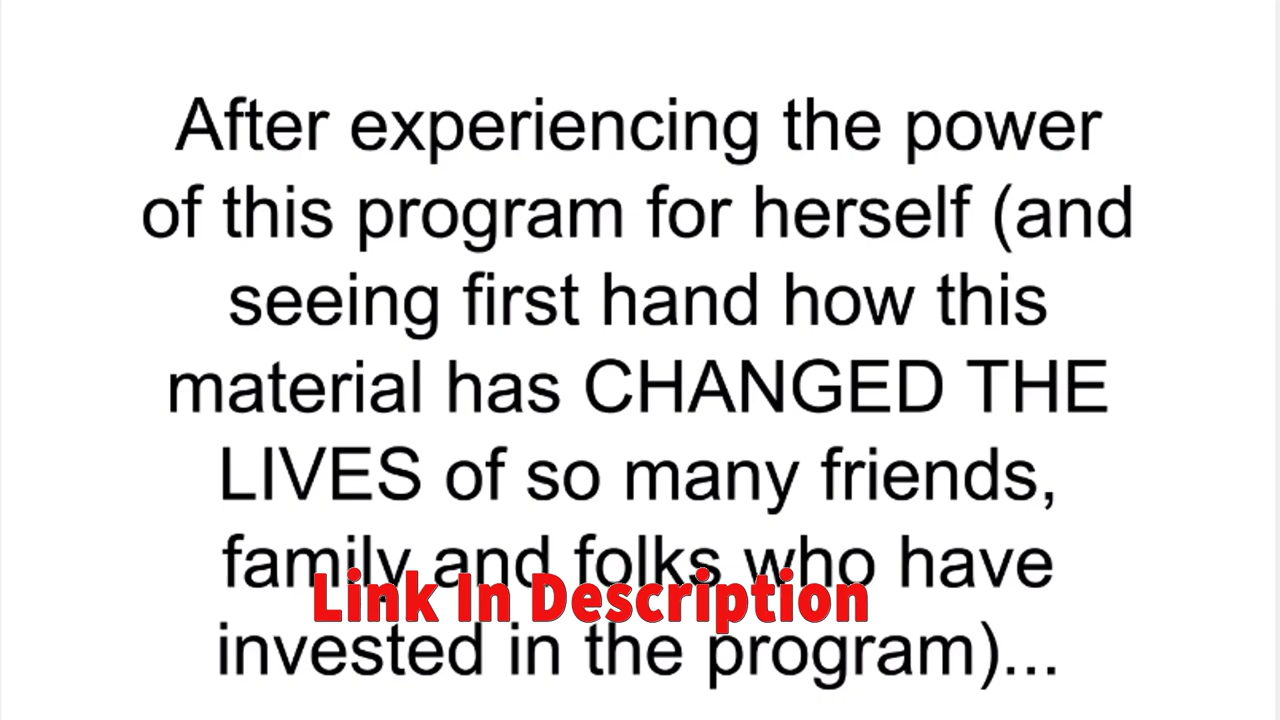 After experiencing the power
of this program for herself (and
seeing first hand how this
material has CHANGED THE
LIVES of so many friends,
family and folks who have
Link In Description
invested in the program)...